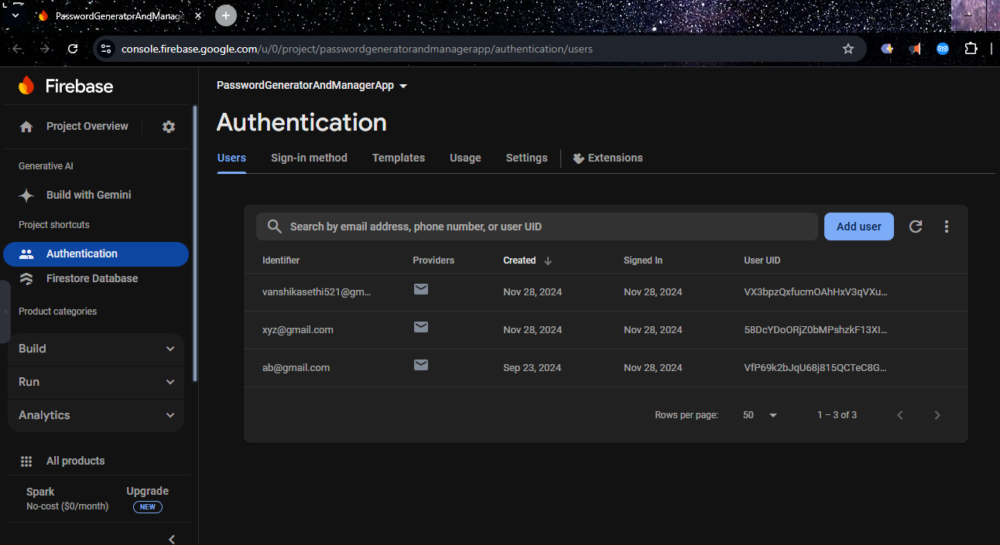 PasswordGeneratorAndManage
console.firebase.google.com/u/0/project/passwordgeneratorandmanagerapp/authentication/users
Firebase
Project Overview
Generative AI
Build with Gemini
Project shortcuts
Authentication
Firestore Database
Product categories
Build
Run
Analytics
All products
Spark
No-cost ($0/month)
Upgrade
NEW
PasswordGeneratorAndManagerApp
Authentication
Users Sign-in method Templates Usage Settings Extensions
Search by email address, phone number, or user UID Add user
Identifier Providers Created Signed In User UID
vanshikasethi521@gm... Nov 28, 2024 Nov 28, 2024 VX3bpzQxfucmOAhHxV3qVXu...
xyz@gmail.com Nov 28, 2024 Nov 28, 2024 58DcYDoORjZ0bMPshzkF13XI...
ab@gmail.com Sep 23, 2024 Nov 28, 2024 VfP69k2bJqU68j815QCTeC8G...
Rows per page: 50 1 – 3 of 3